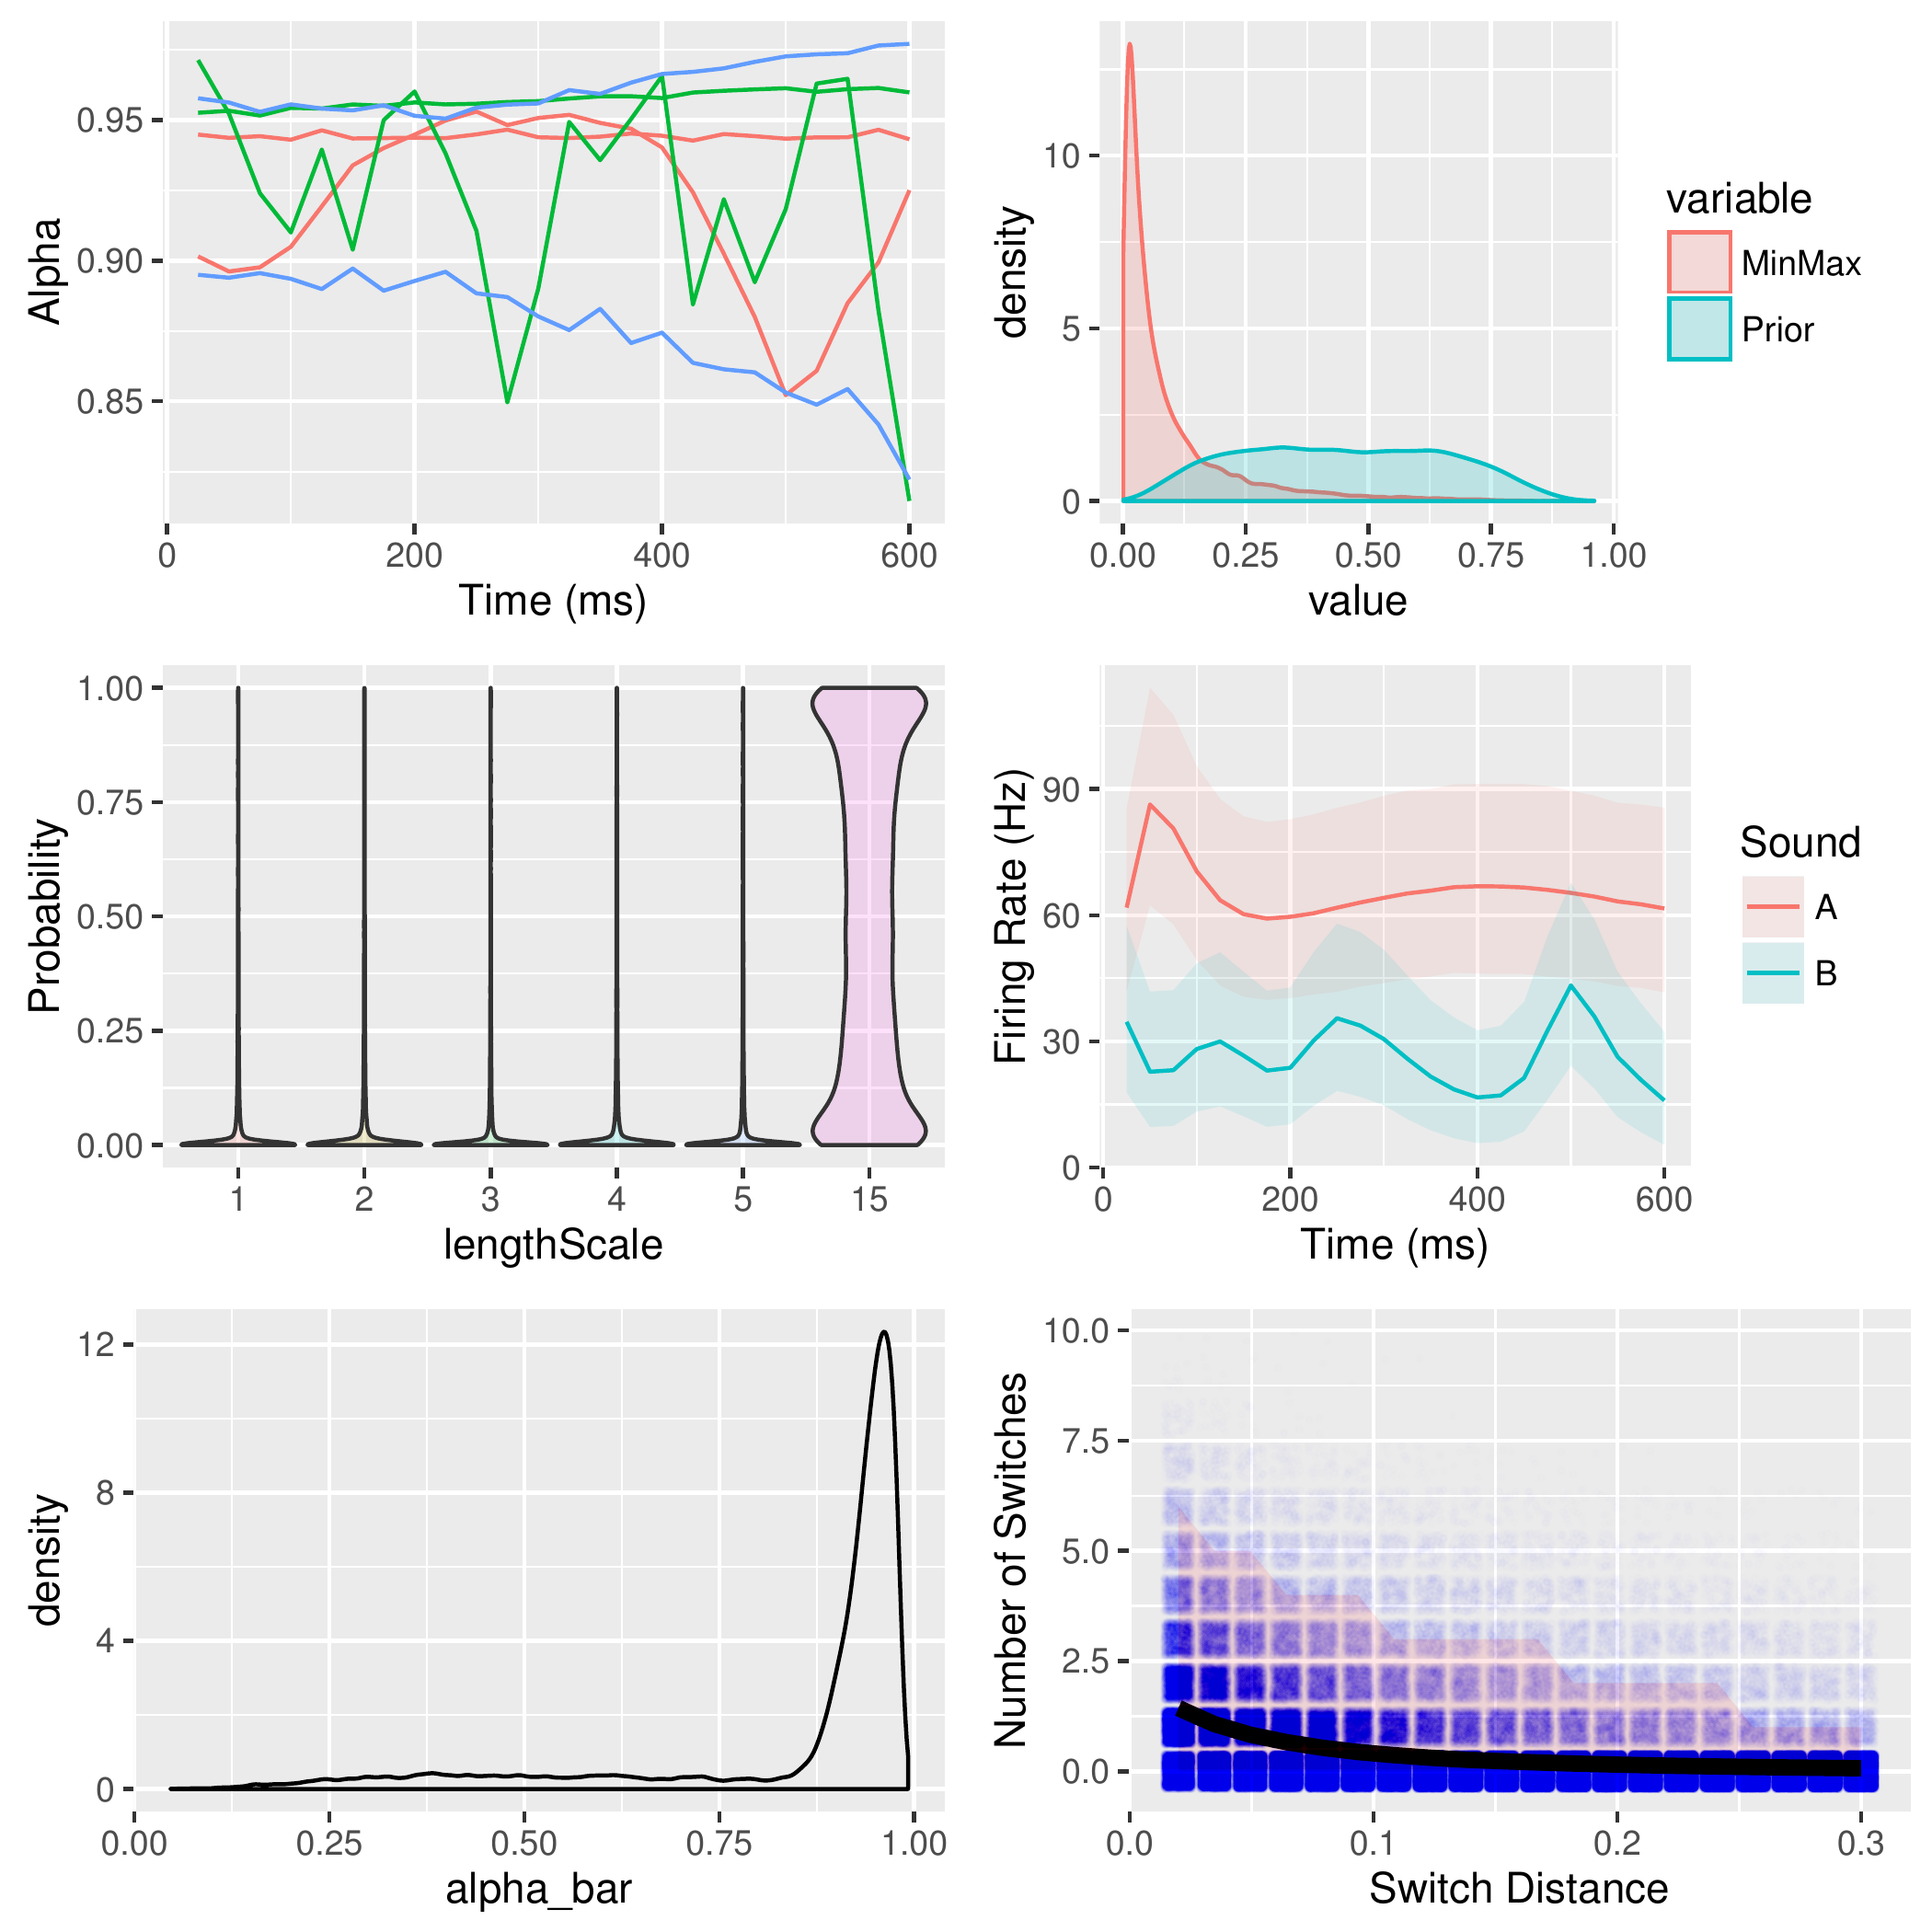 0.95
0.90
0.85
Alpha
0 200 400 600
Time (ms)
10
5
0
density
0.00 0.25 0.50 0.75 1.00
value
variable
MinMax
Prior
1.00
0.75
0.50
0.25
0.00
Probability
1 2 3 4 5 15
lengthScale
90
60
30
0
Firing Rate (Hz)
0 200 400 600
Time (ms)
Sound
A
B
12
8
4
0
density
0.00 0.25 0.50 0.75 1.00
alpha_bar
10.0
7.5
5.0
2.5
0.0
Number of Switches
0.0 0.1 0.2 0.3
Switch Distance